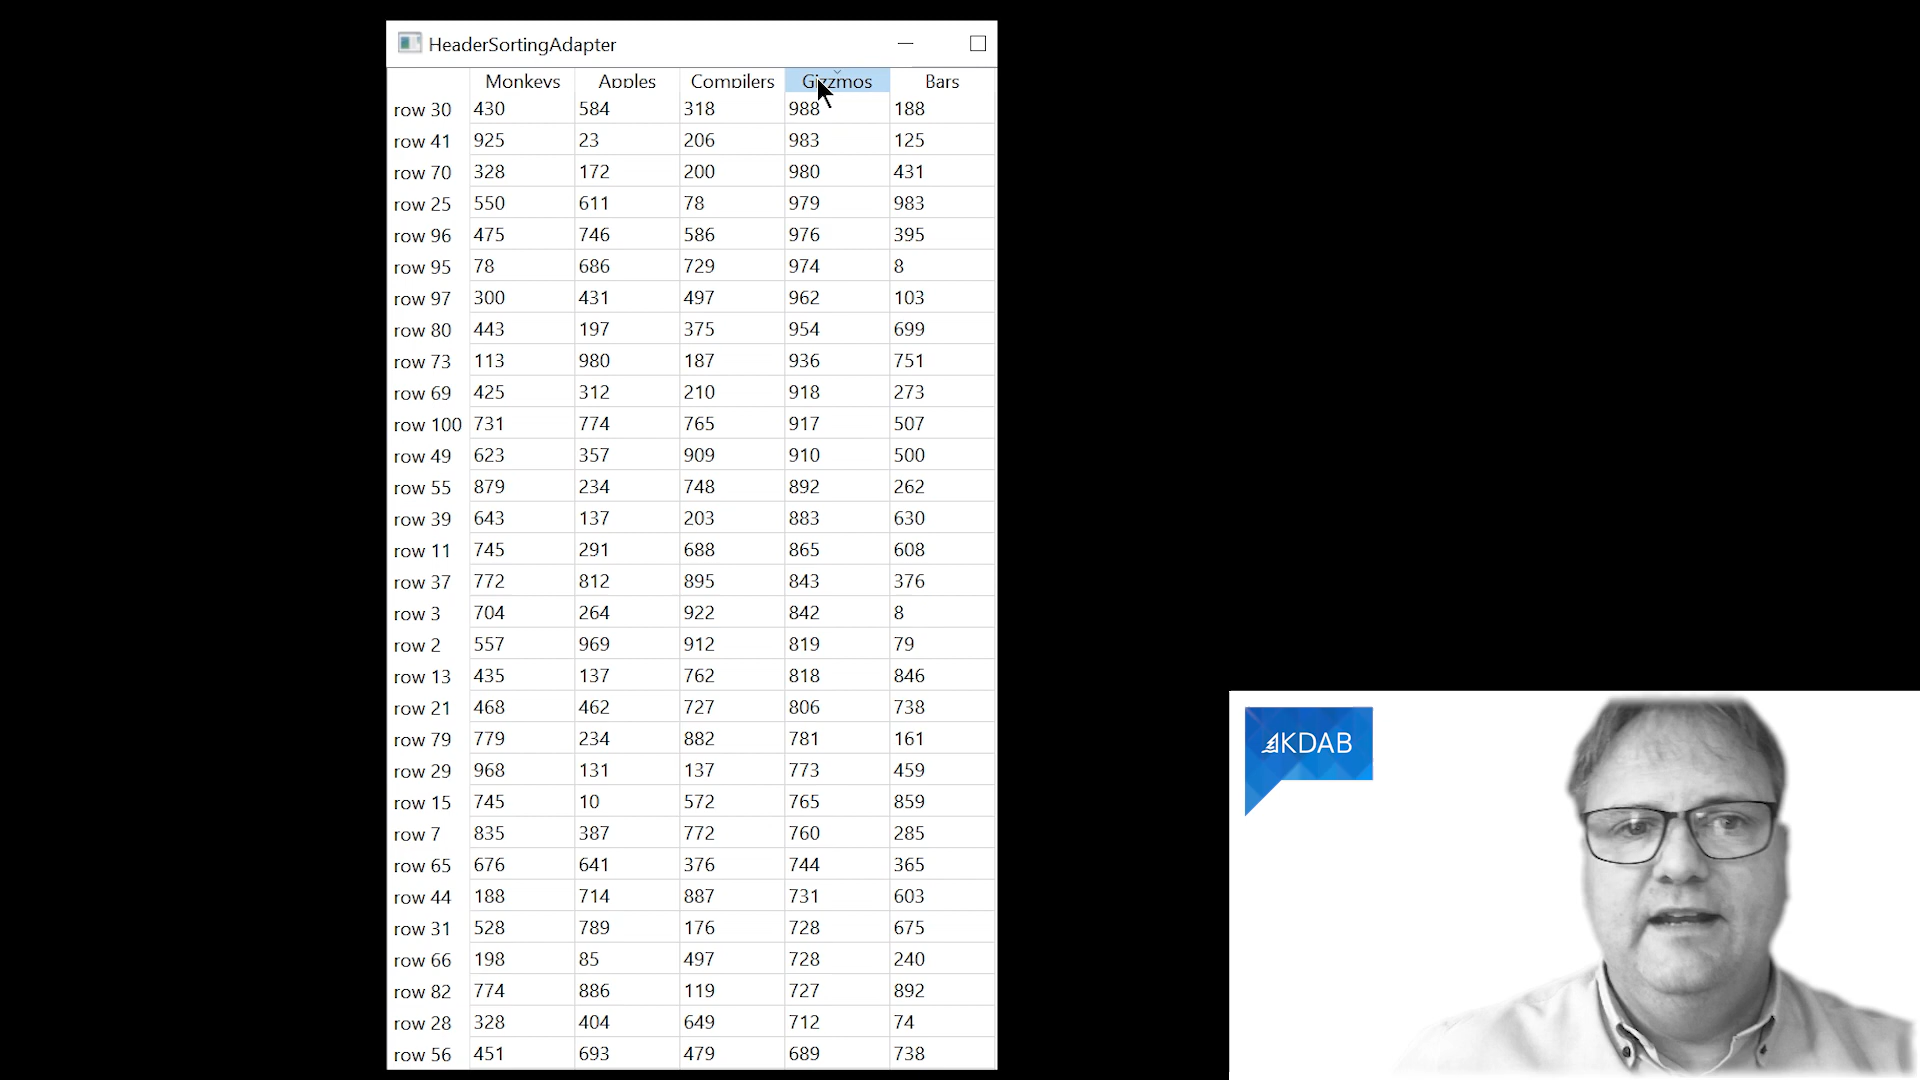 HeaderSortingAdapter
Monkeys Apples Compilers Gizzmos Bars
row 30 430 584 318 988 188
row 41 925 23 206 983 125
row 70 328 172 200 980 431
row 25 550 611 78 979 983
row 96 475 746 586 976 395
row 95 78 686 729 974 8
row 97 300 431 497 962 103
row 80 443 197 375 954 699
row 73 113 980 187 936 751
row 69 425 312 210 918 273
row 100 731 774 765 917 507
row 49 623 357 909 910 500
row 55 879 234 748 892 262
row 39 643 137 203 883 630
row 11 745 291 688 865 608
row 37 772 812 895 843 376
row 3 704 264 922 842 8
row 2 557 969 912 819 79
row 13 435 137 762 818 846
row 21 468 462 727 806 738
row 79 779 234 882 781 161
row 29 968 131 137 773 459
row 15 745 10 572 765 859
row 7 835 387 772 760 285
row 65 676 641 376 744 365
row 44 188 714 887 731 603
row 31 528 789 176 728 675
row 66 198 85 497 728 240
row 82 774 886 119 727 892
row 28 328 404 649 712 74
row 56 451 693 479 689 738
KDAB